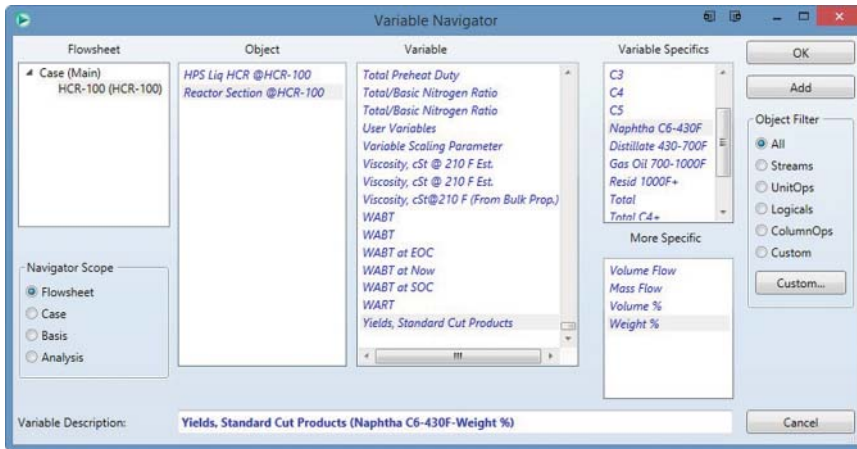 Variable Navigator
Flowsheet
Case (Main)
HCR-100 (HCR-100)
Navigator Scope
Flowsheet
Case
Basis
Analysis
Object
HPS Liq HCR @HCR-100
Reactor Section @HCR-100
Variable
Total Preheat Duty
Total/Basic Nitrogen Ratio
Total/Basic Nitrogen Ratio
User Variables
Variable Scaling Parameter
Viscosity, cSt @ 210 F Est.
Viscosity, cSt @ 210 F Est.
Viscosity, cSt@210 F (From Bulk Prop.)
WABT
WABT
WABT at EOC
WABT at Now
WABT at SOC
WART
Yields, Standard Cut Products
Variable Specifics
C3
C4
C5
Naphtha C6-430F
Distillate 430-700F
Gas Oil 700-1000F
Resid 1000F+
Total
Total C4+
More Specific
Volume Flow
Mass Flow
Volume %
Weight %
OK
Add
Object Filter
All
Streams
UnitOps
Logicals
ColumnOps
Custom
Custom...
Variable Description:
Yields, Standard Cut Products (Naphtha C6-430F-Weight %)
Cancel